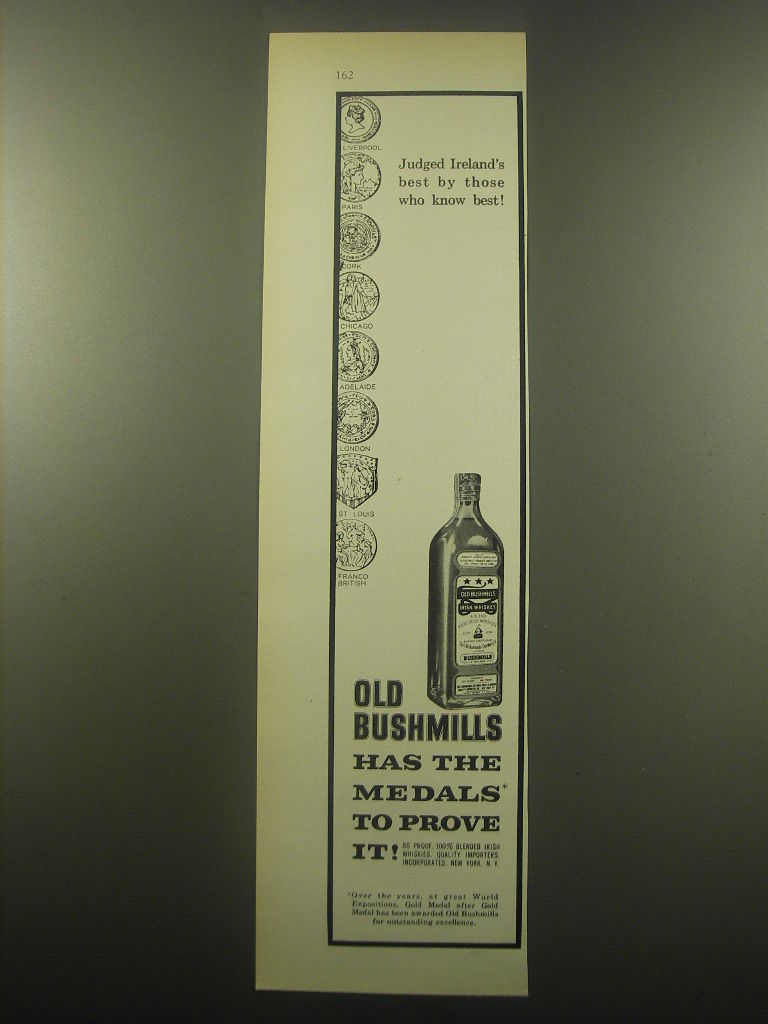 162
LIVERPOOL
Judged Ireland's
best by those
who know best!
PARIS
CORK
CHICAGO
ADELAIDE
LONDON
ST LOUIS
FRANCO
BRITISH
★ ★ ★
OLD BUSHMILLS
IRISH WHISKEY
BUSHMILLS
OLD
BUSHMILLS
HAS THE
MEDALS*
TO PROVE
IT!
86 PROOF. 100% BLENDED IRISH
WHISKIES. QUALITY IMPORTERS,
INCORPORATED, NEW YORK, N.Y.
*Over the years, at great World
Expositions, Gold Medal after Gold
Medal has been awarded Old Bushmills
for outstanding excellence.